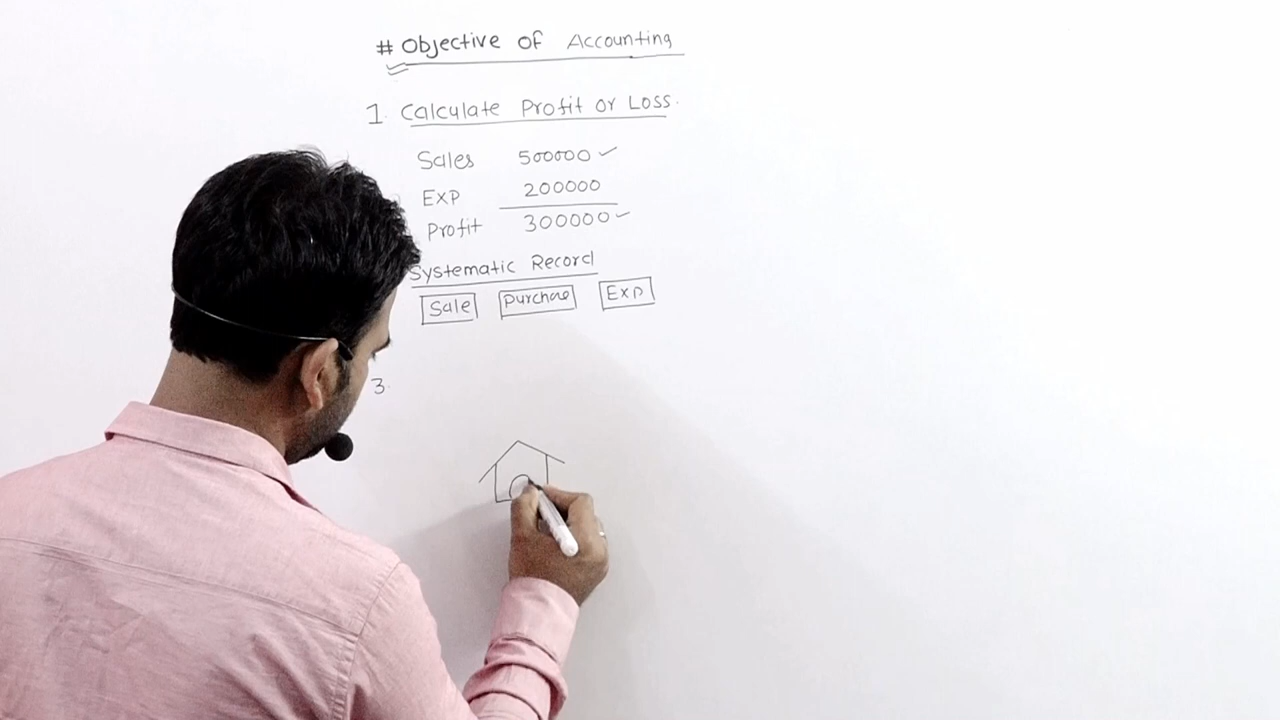 # Objective of Accounting
1. Calculate Profit or Loss.
Sales 500000 ✓
Exp 200000
Profit 300000 ✓
Systematic Record
Sale Purchase Exp
3.